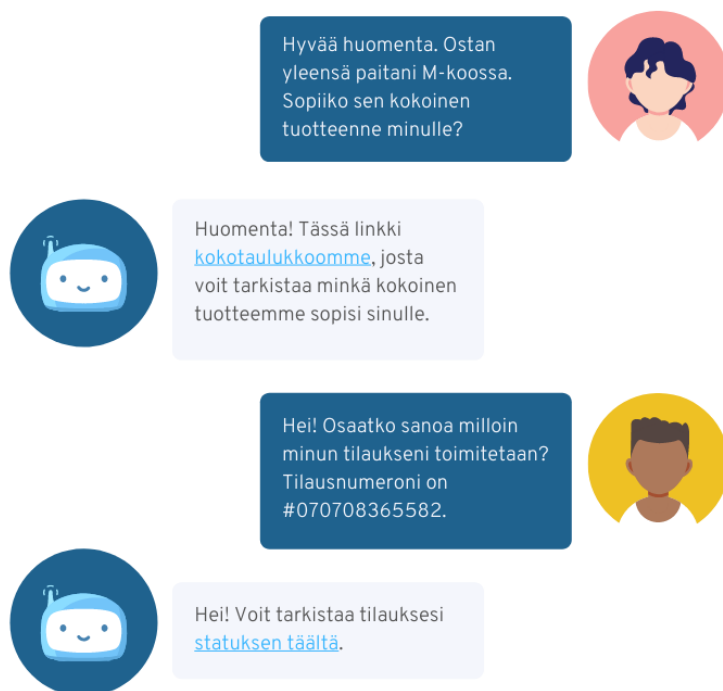 Hyvää huomenta. Ostan
yleensä paitani M-koossa.
Sopiiko sen kokoinen
tuotteenne minulle?
Huomenta! Tässä linkki
kokotaulukkoomme, josta
voit tarkistaa minkä kokoinen
tuotteemme sopisi sinulle.
Hei! Osaatko sanoa milloin
minun tilaukseni toimitetaan?
Tilausnumeroni on
#070708365582.
Hei! Voit tarkistaa tilauksesi
statuksen täältä.